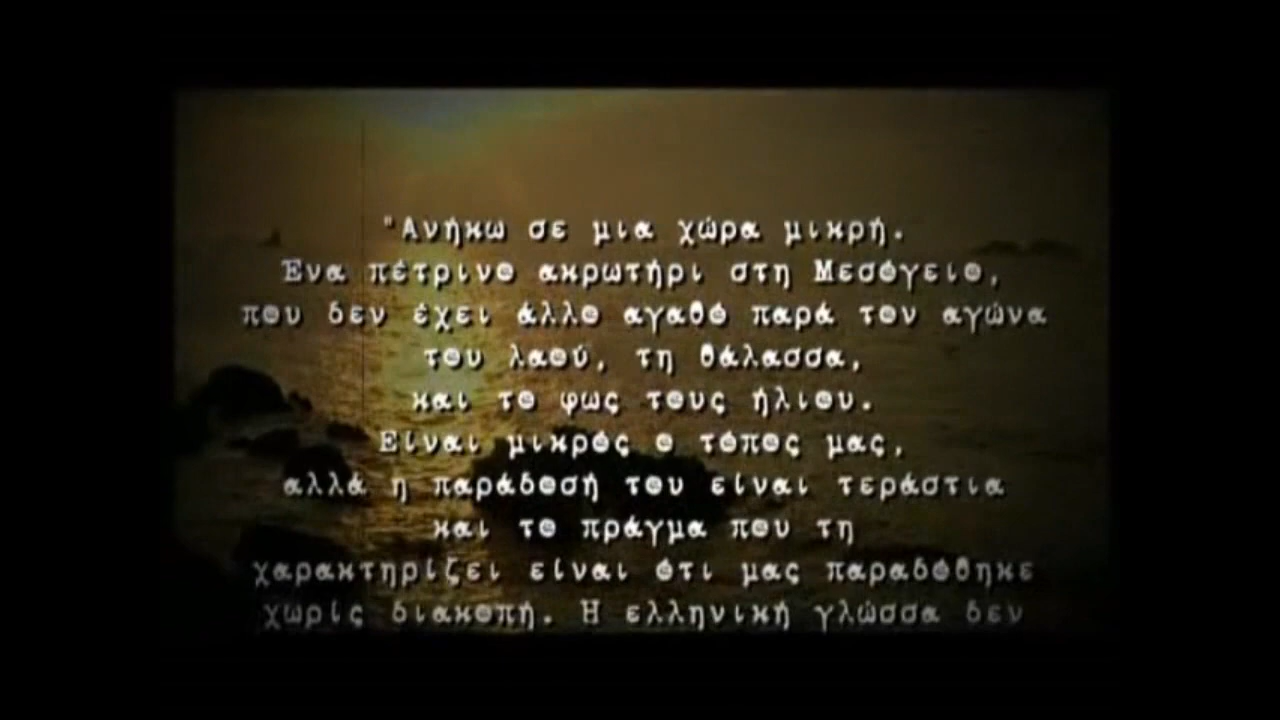 "Ανήκω σε μια χώρα μικρή.
Ένα πέτρινο ακρωτήρι στη Μεσόγειο,
που δεν έχει άλλο αγαθό παρά τον αγώνα
του λαού, τη θάλασσα,
και το φως τους ήλιου.
Είναι μικρός ο τόπος μας,
αλλά η παράδοσή του είναι τεράστια
και το πράγμα που τη
χαρακτηρίζει είναι ότι μας παραδόθηκε
χωρίς διακοπή. Η ελληνική γλώσσα δεν